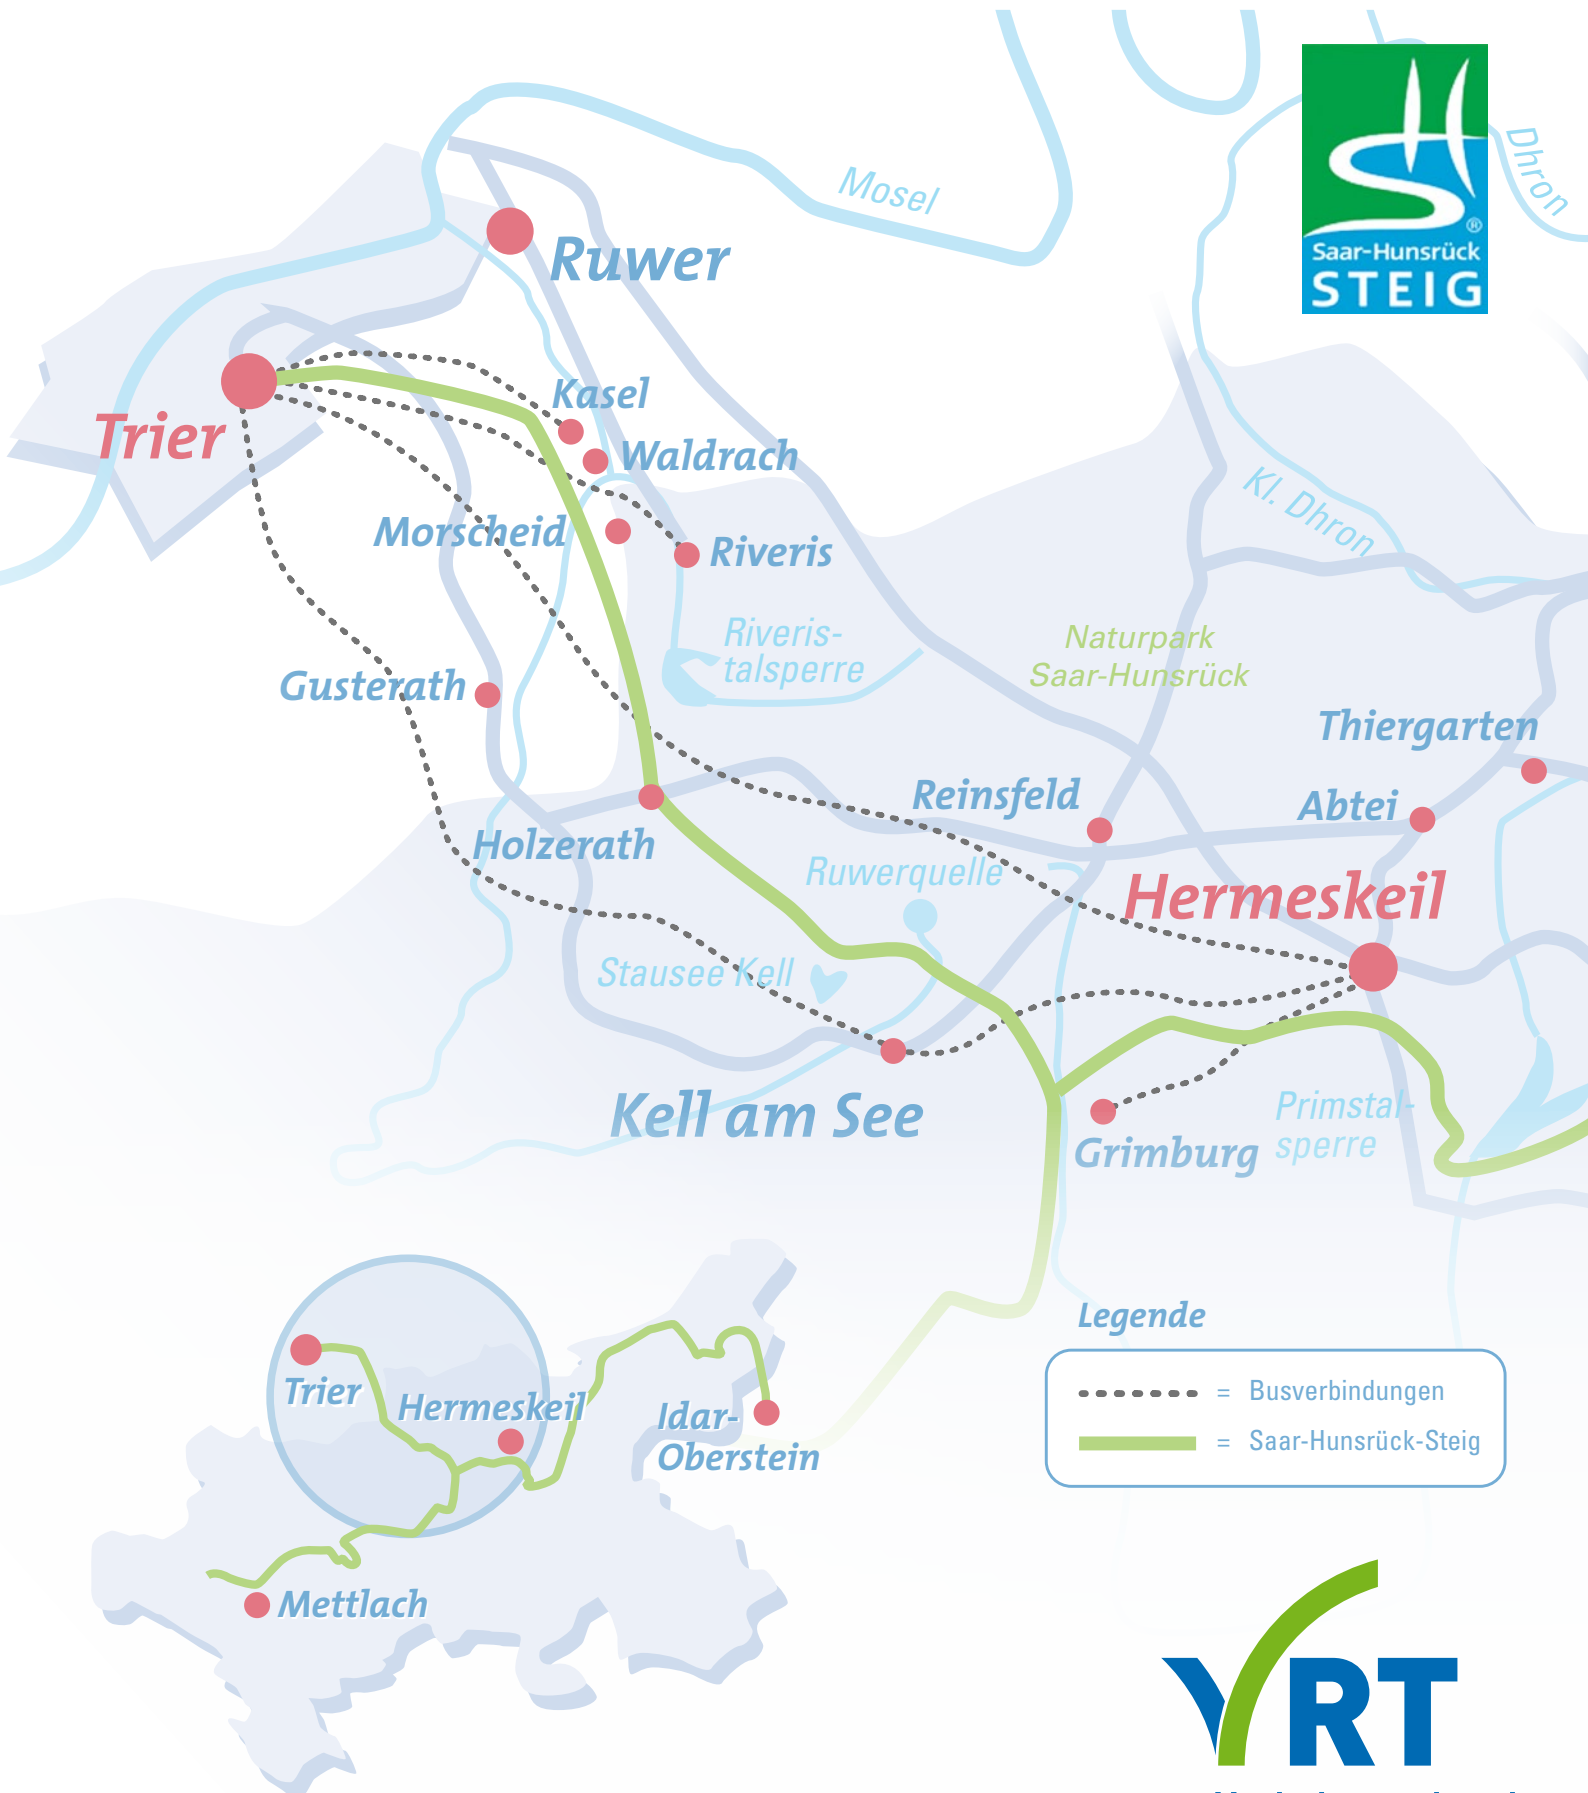 Mosel
Dhron
®
Saar-Hunsrück
STEIG
Ruwer
Trier
Kasel
Waldrach
Morscheid
Riveris
Kl. Dhron
Riveris-
talsperre
Naturpark
Saar-Hunsrück
Gusterath
Thiergarten
Reinsfeld
Abtei
Holzerath
Ruwerquelle
Hermeskeil
Stausee Kell
Kell am See
Grimburg
Primstal-
sperre
Trier
Hermeskeil
Idar-
Oberstein
Mettlach
Legende
= Busverbindungen
= Saar-Hunsrück-Steig
VRT